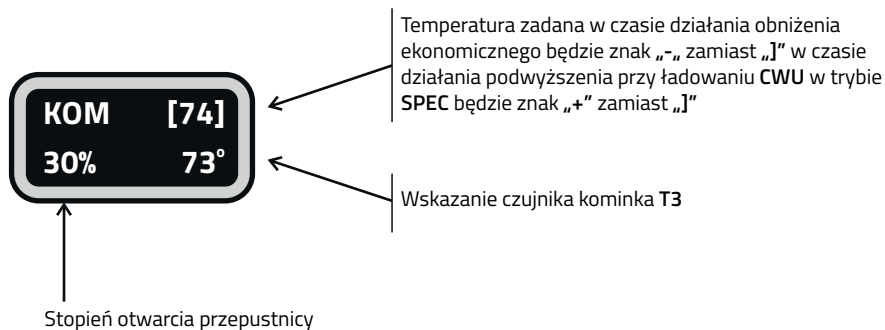 Temperatura zadana w czasie działania obniżenia
ekonomicznego będzie znak „-„ zamiast „]” w czasie
działania podwyższenia przy ładowaniu CWU w trybie
SPEC będzie znak „+” zamiast „]”
KOM [74]
30% 73°
Wskazanie czujnika kominka T3
Stopień otwarcia przepustnicy